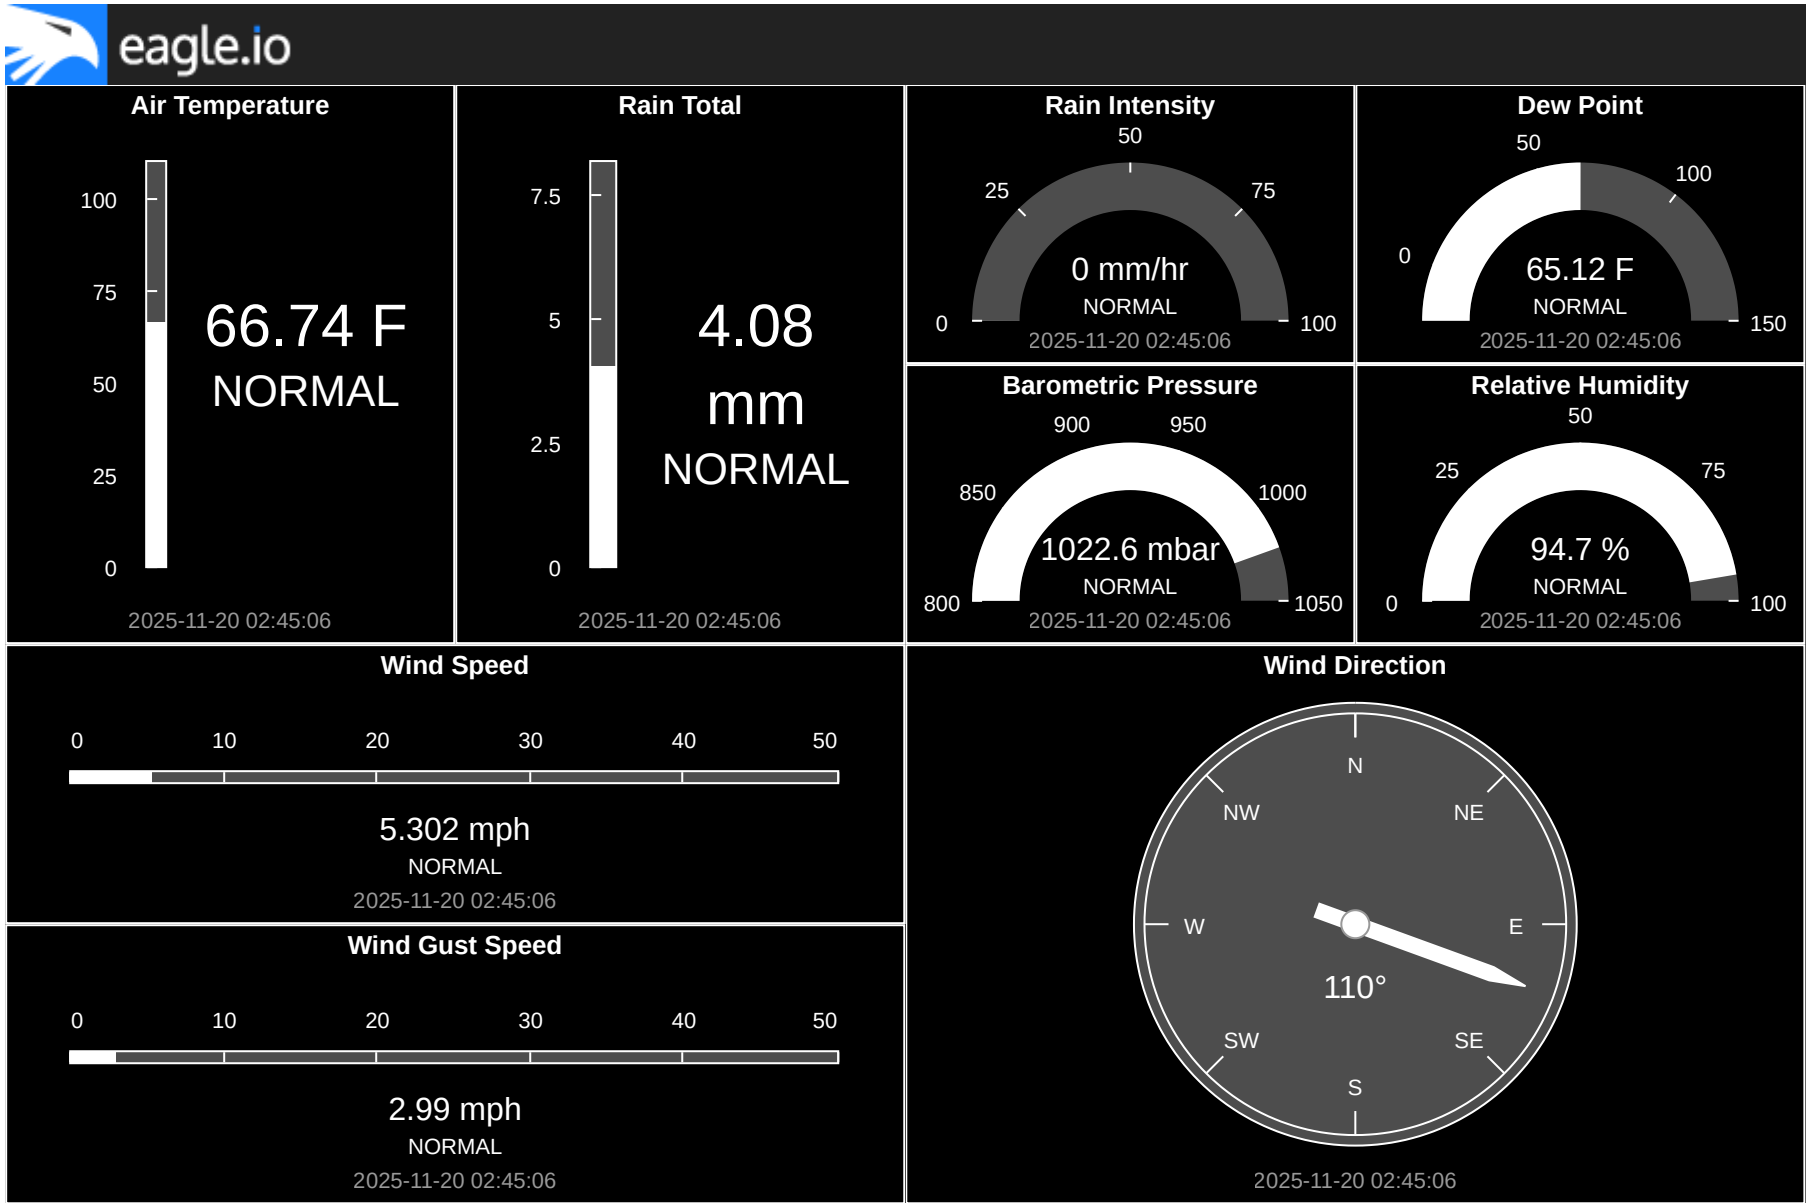 eagle.io
Air Temperature
100
75
50
25
0
66.74 F
NORMAL
2025-11-20 02:45:06
Rain Total
7.5
5
2.5
0
4.08
mm
NORMAL
2025-11-20 02:45:06
Rain Intensity
0
25
50
75
100
0 mm/hr
NORMAL
2025-11-20 02:45:06
Dew Point
0
50
100
150
65.12 F
NORMAL
2025-11-20 02:45:06
Barometric Pressure
800
850
900
950
1000
1050
1022.6 mbar
NORMAL
2025-11-20 02:45:06
Relative Humidity
0
25
50
75
100
94.7 %
NORMAL
2025-11-20 02:45:06
Wind Speed
0 10 20 30 40 50
5.302 mph
NORMAL
2025-11-20 02:45:06
Wind Gust Speed
0 10 20 30 40 50
2.99 mph
NORMAL
2025-11-20 02:45:06
Wind Direction
N
NW NE
W E
110°
SW SE
S
2025-11-20 02:45:06